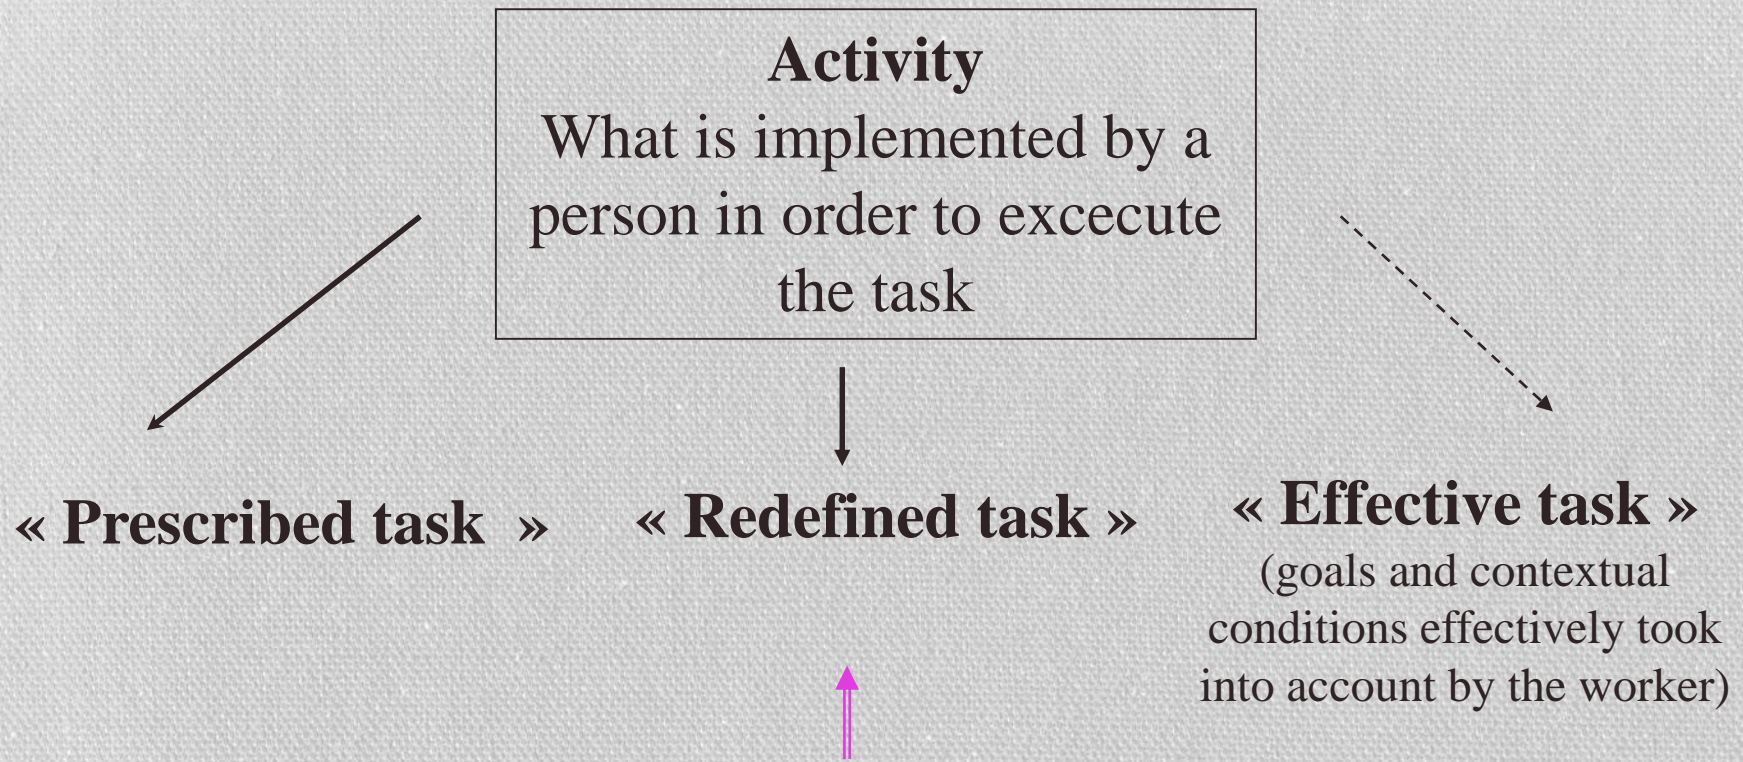 Activity
What is implemented by a
person in order to excecute
the task
« Prescribed task »
« Redefined task »
« Effective task »
(goals and contextual
conditions effectively took
into account by the worker)